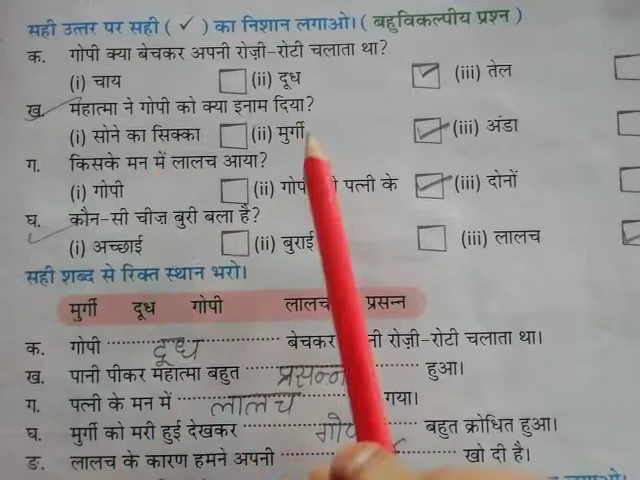 सही उत्तर पर सही ( ✓ ) का निशान लगाओ। ( बहुविकल्पीय प्रश्न )
क. गोपी क्या बेचकर अपनी रोज़ी-रोटी चलाता था?
(i) चाय (ii) दूध (iii) तेल
ख. महात्मा ने गोपी को क्या इनाम दिया?
(i) सोने का सिक्का (ii) मुर्गी (iii) अंडा
ग. किसके मन में लालच आया?
(i) गोपी (ii) पत्नी के (iii) दोनों
घ. कौन-सी चीज़ बुरी बला है?
(i) अच्छाई (ii) बुराई (iii) लालच
सही शब्द से रिक्त स्थान भरो।
मुर्गी दूध गोपी लालच प्रसन्न
क. गोपी दूध बेचकर रोज़ी-रोटी चलाता था।
ख. पानी पीकर महात्मा बहुत प्रसन्न हुआ।
ग. पत्नी के मन में लालच गया।
घ. मुर्गी को मरी हुई देखकर बहुत क्रोधित हुआ।
ङ. लालच के कारण हमने अपनी खो दी है।